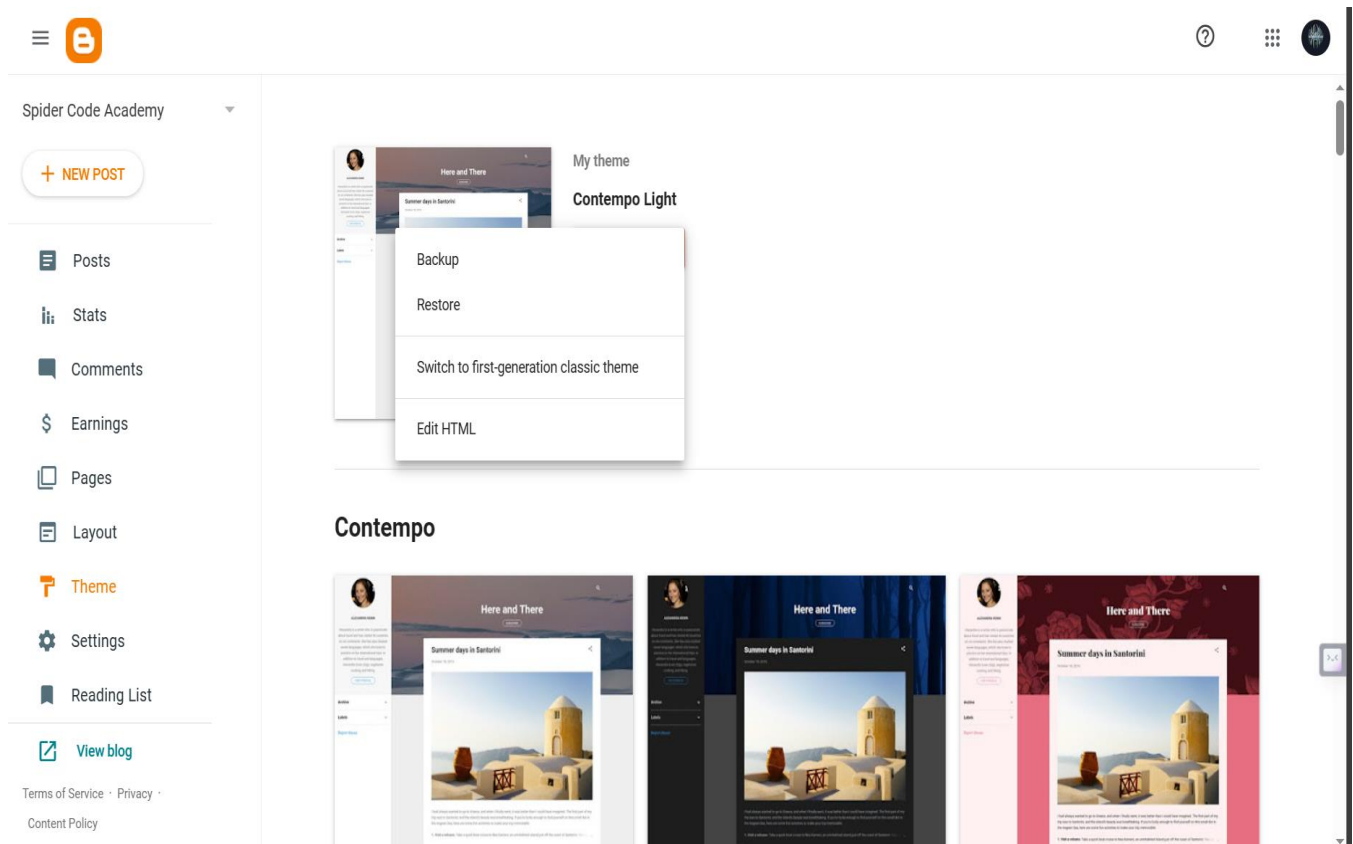 Spider Code Academy
+ NEW POST
Posts
Stats
Comments
Earnings
Pages
Layout
Theme
Settings
Reading List
View blog
Terms of Service · Privacy ·
Content Policy
My theme
Contempo Light
Here and There
Summer days in Santorini
Backup
Restore
Switch to first-generation classic theme
Edit HTML
Contempo
Here and There
Summer days in Santorini
Here and There
Summer days in Santorini
Here and There
Summer days in Santorini